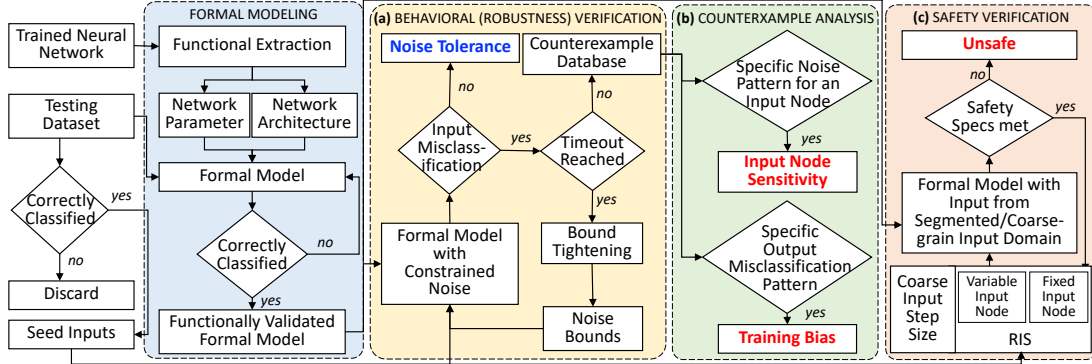 Trained Neural
Network
Testing
Dataset
Correctly
Classified
yes
no
Discard
Seed Inputs
FORMAL MODELING
Functional Extraction
Network
Parameter
Network
Architecture
Formal Model
Correctly
Classified
no
yes
Functionally Validated
Formal Model
(a) BEHAVIORAL (ROBUSTNESS) VERIFICATION
Noise Tolerance
Counterexample
Database
no
no
Input
Misclass-
ification
yes
Timeout
Reached
yes
Formal Model
with
Constrained
Noise
Bound
Tightening
Noise
Bounds
(b) COUNTERXAMPLE ANALYSIS
Specific Noise
Pattern for an
Input Node
yes
Input Node
Sensitivity
Specific
Output
Misclassification
Pattern
yes
Training Bias
(c) SAFETY VERIFICATION
Unsafe
no
Safety
Specs met
yes
Formal Model with
Input from
Segmented/Coarse-
grain Input Domain
Coarse
Input
Step
Size
Variable
Input
Node
Fixed
Input
Node
RIS